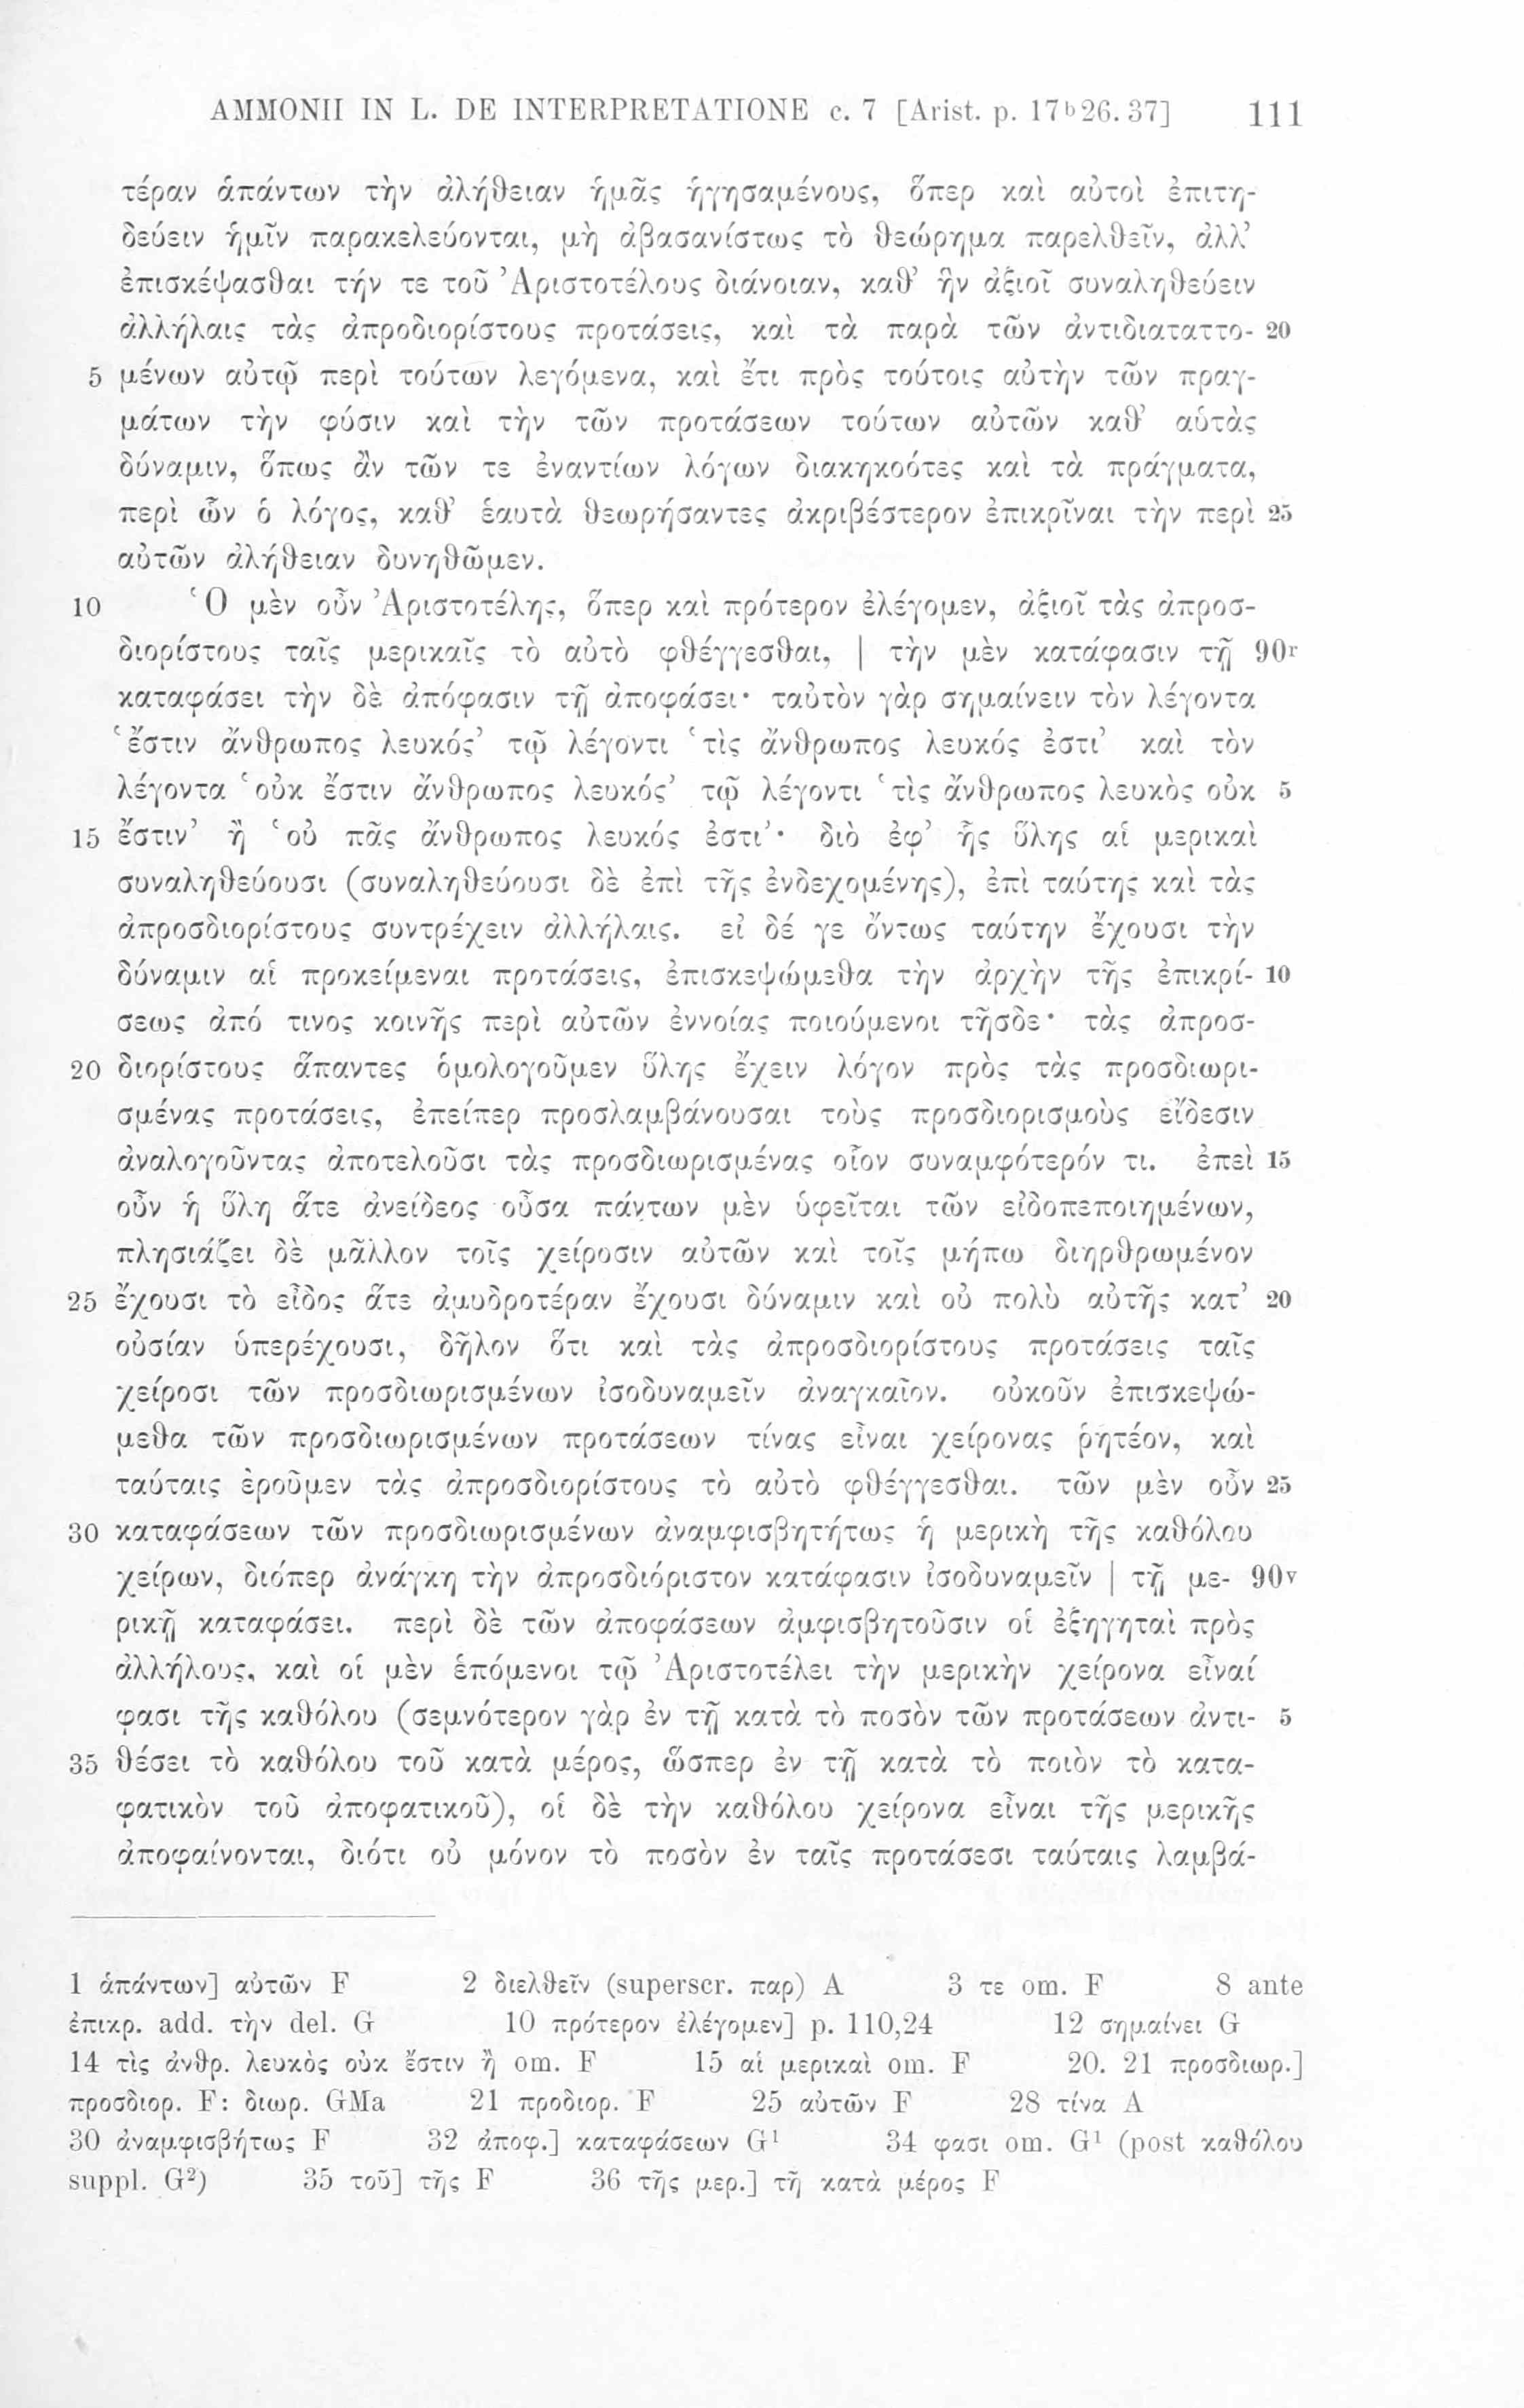 AMMONII IN L. DE INTERPRETATIONE c. 7 [Arist. p. 17ᵇ26. 37] 111
τέραν ἁπάντων τὴν ἀλήθειαν ἡμᾶς ἡγησαμένους, ὅπερ καὶ αὐτοὶ ἐπιτη-
δεύειν ἡμῖν παρακελεύονται, μὴ ἀβασανίστως τὸ θεώρημα παρελθεῖν, ἀλλ’
ἐπισκέψασθαι τήν τε τοῦ Ἀριστοτέλους διάνοιαν, καθ’ ἣν ἀξιοῖ συναληθεύειν
ἀλλήλαις τὰς ἀπροδιορίστους προτάσεις, καὶ τὰ παρὰ τῶν ἀντιδιαταττο- 20
5 μένων αὐτῷ περὶ τούτων λεγόμενα, καὶ ἔτι πρὸς τούτοις αὐτὴν τῶν πραγ-
μάτων τὴν φύσιν καὶ τὴν τῶν προτάσεων τούτων αὐτῶν καθ’ αὑτὰς
δύναμιν, ὅπως ἂν τῶν τε ἐναντίων λόγων διακηκοότες καὶ τὰ πράγματα,
περὶ ὧν ὁ λόγος, καθ’ ἑαυτὰ θεωρήσαντες ἀκριβέστερον ἐπικρῖναι τὴν περὶ 25
αὐτῶν ἀλήθειαν δυνηθῶμεν.
10 Ὁ μὲν οὖν Ἀριστοτέλης, ὅπερ καὶ πρότερον ἐλέγομεν, ἀξιοῖ τὰς ἀπροσ-
διορίστους ταῖς μερικαῖς τὸ αὐτὸ φθέγγεσθαι, | τὴν μὲν κατάφασιν τῇ 90r
καταφάσει τὴν δὲ ἀπόφασιν τῇ ἀποφάσει· ταὐτὸν γὰρ σημαίνειν τὸν λέγοντα
‘ἔστιν ἄνθρωπος λευκός’ τῷ λέγοντι ‘τὶς ἄνθρωπος λευκός ἐστι’ καὶ τὸν
λέγοντα ‘οὐκ ἔστιν ἄνθρωπος λευκός’ τῷ λέγοντι ‘τὶς ἄνθρωπος λευκὸς οὐκ 5
15 ἔστιν’ ἢ ‘οὐ πᾶς ἄνθρωπος λευκός ἐστι’· διὸ ἐφ’ ἧς ὕλης αἱ μερικαὶ
συναληθεύουσι (συναληθεύουσι δὲ ἐπὶ τῆς ἐνδεχομένης), ἐπὶ ταύτης καὶ τὰς
ἀπροσδιορίστους συντρέχειν ἀλλήλαις. εἰ δέ γε ὄντως ταύτην ἔχουσι τὴν
δύναμιν αἱ προκείμεναι προτάσεις, ἐπισκεψώμεθα τὴν ἀρχὴν τῆς ἐπικρί- 10
σεως ἀπό τινος κοινῆς περὶ αὐτῶν ἐννοίας ποιούμενοι τῆσδε· τὰς ἀπροσ-
20 διορίστους ἅπαντες ὁμολογοῦμεν ὕλης ἔχειν λόγον πρὸς τὰς προσδιωρι-
σμένας προτάσεις, ἐπείπερ προσλαμβάνουσαι τοὺς προσδιορισμοὺς εἴδεσιν
ἀναλογοῦντας ἀποτελοῦσι τὰς προσδιωρισμένας οἷον συναμφότερόν τι. ἐπεὶ 15
οὖν ἡ ὕλη ἅτε ἀνείδεος οὖσα πάντων μὲν ὑφεῖται τῶν εἰδοπεποιημένων,
πλησιάζει δὲ μᾶλλον τοῖς χείροσιν αὐτῶν καὶ τοῖς μήπω διηρθρωμένον
25 ἔχουσι τὸ εἶδος ἅτε ἀμυδροτέραν ἔχουσι δύναμιν καὶ οὐ πολὺ αὐτῆς κατ’ 20
οὐσίαν ὑπερέχουσι, δῆλον ὅτι καὶ τὰς ἀπροσδιορίστους προτάσεις ταῖς
χείροσι τῶν προσδιωρισμένων ἰσοδυναμεῖν ἀναγκαῖον. οὐκοῦν ἐπισκεψώ-
μεθα τῶν προσδιωρισμένων προτάσεων τίνας εἶναι χείρονας ῥητέον, καὶ
ταύταις ἐροῦμεν τὰς ἀπροσδιορίστους τὸ αὐτὸ φθέγγεσθαι. τῶν μὲν οὖν 25
30 καταφάσεων τῶν προσδιωρισμένων ἀναμφισβητήτως ἡ μερικὴ τῆς καθόλου
χείρων, διόπερ ἀνάγκη τὴν ἀπροσδιόριστον κατάφασιν ἰσοδυναμεῖν | τῇ με- 90v
ρικῇ καταφάσει. περὶ δὲ τῶν ἀποφάσεων ἀμφισβητοῦσιν οἱ ἐξηγηταὶ πρὸς
ἀλλήλους, καὶ οἱ μὲν ἑπόμενοι τῷ Ἀριστοτέλει τὴν μερικὴν χείρονα εἶναί
φασι τῆς καθόλου (σεμνότερον γὰρ ἐν τῇ κατὰ τὸ ποσὸν τῶν προτάσεων ἀντι- 5
35 θέσει τὸ καθόλου τοῦ κατὰ μέρος, ὥσπερ ἐν τῇ κατὰ τὸ ποιὸν τὸ κατα-
φατικὸν τοῦ ἀποφατικοῦ), οἱ δὲ τὴν καθόλου χείρονα εἶναι τῆς μερικῆς
ἀποφαίνονται, διότι οὐ μόνον τὸ ποσὸν ἐν ταῖς προτάσεσι ταύταις λαμβά-
1 ἁπάντων] αὐτῶν F 2 διελθεῖν (superscr. παρ) A 3 τε om. F 8 ante
ἐπικρ. add. τὴν del. G 10 πρότερον ἐλέγομεν] p. 110,24 12 σημαίνει G
14 τὶς ἀνθρ. λευκὸς οὐκ ἔστιν ἢ om. F 15 αἱ μερικαὶ om. F 20. 21 προσδιωρ.]
προσδιορ. F: διωρ. GMa 21 προδιορ. F 25 αὐτῶν F 28 τίνα A
30 ἀναμφισβήτως F 32 ἀποφ.] καταφάσεων G¹ 34 φασι om. G¹ (post καθόλου
suppl. G²) 35 τοῦ] τῆς F 36 τῆς μερ.] τῇ κατὰ μέρος F